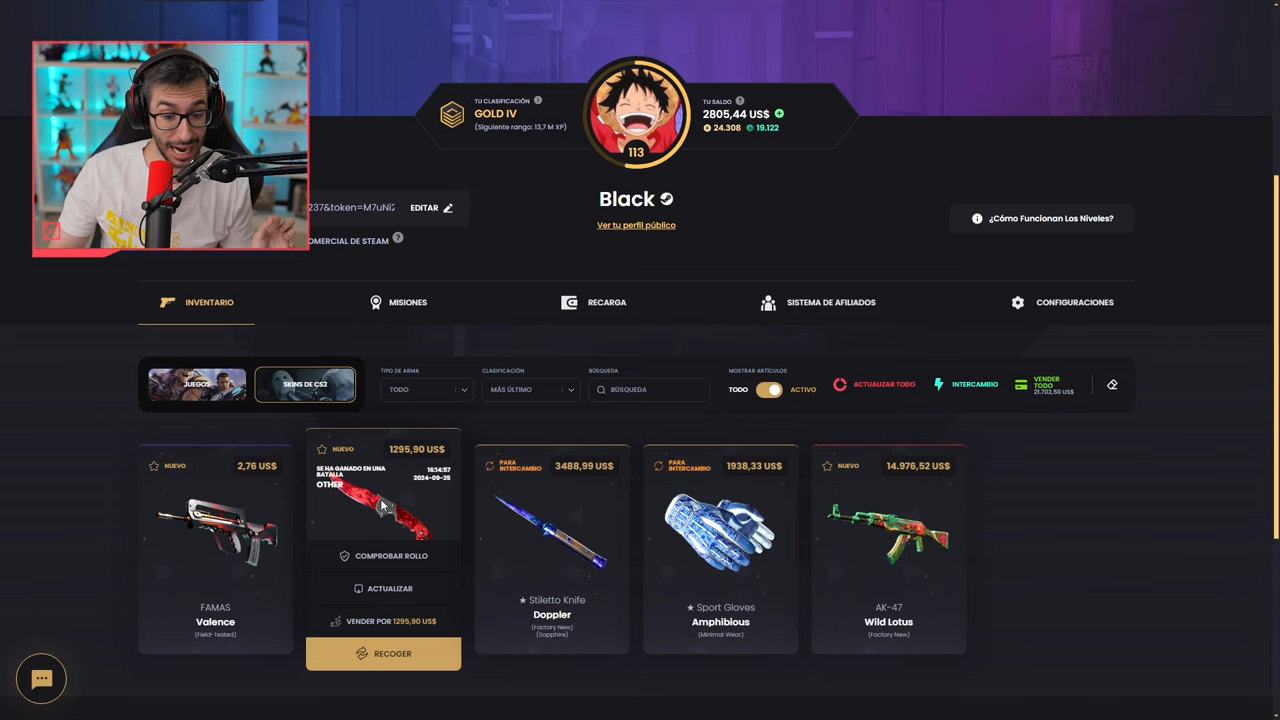 TU CLASIFICACIÓN
GOLD IV
(Siguiente rango: 13,7 M XP)
113
TU SALDO
2805,44 US$
24.308 19.122
237&token=M7uNi2
EDITAR
OMERCIAL DE STEAM
Black
Ver tu perfil público
¿Cómo Funcionan Los Niveles?
INVENTARIO
MISIONES
RECARGA
SISTEMA DE AFILIADOS
CONFIGURACIONES
JUEGOS
SKINS DE CS2
TIPO DE ARMA
TODO
CLASIFICACIÓN
MÁS ÚLTIMO
BÚSQUEDA
BÚSQUEDA
MOSTRAR ARTÍCULOS
TODO
ACTIVO
ACTUALIZAR TODO
INTERCAMBIO
VENDER
TODO
21.702,50 US$
NUEVO
2,76 US$
FAMAS
Valence
(Field-Tested)
NUEVO
1295,90 US$
SE HA GANADO EN UNA
BATALLA
OTHER
16:14:57
2024-09-25
COMPROBAR ROLLO
ACTUALIZAR
VENDER POR 1295,90 US$
RECOGER
PARA
INTERCAMBIO
3488,99 US$
★ Stiletto Knife
Doppler
(Factory New)
(Sapphire)
PARA
INTERCAMBIO
1938,33 US$
★ Sport Gloves
Amphibious
(Minimal Wear)
NUEVO
14.976,52 US$
AK-47
Wild Lotus
(Factory New)